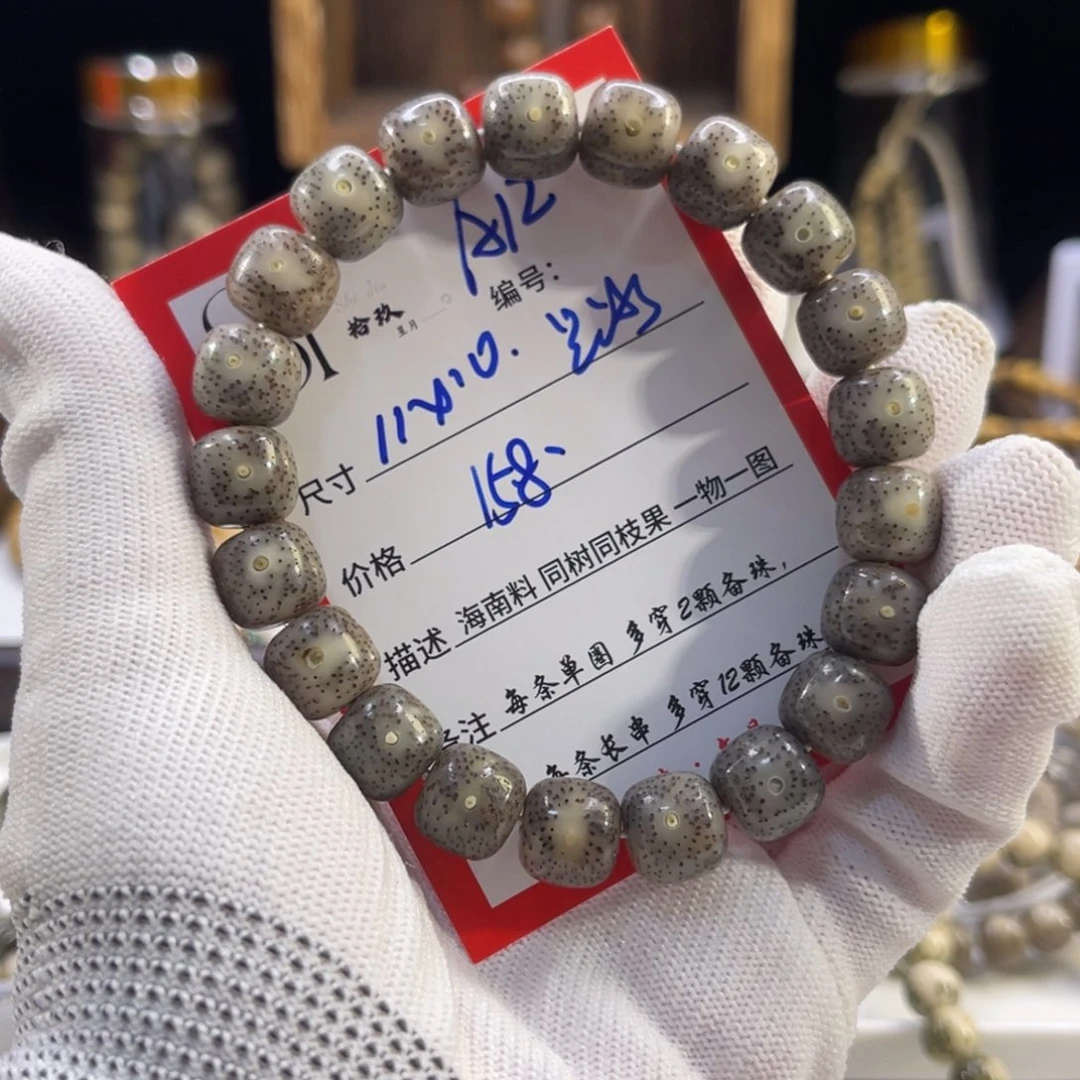 A12
拾玖
星月
编号:
尺寸 11×10.
价格 158.
描述 海南料 同树同枝果 一物一图
注 每条单圈 多穿2颗备珠,
条长串 多穿12颗备珠